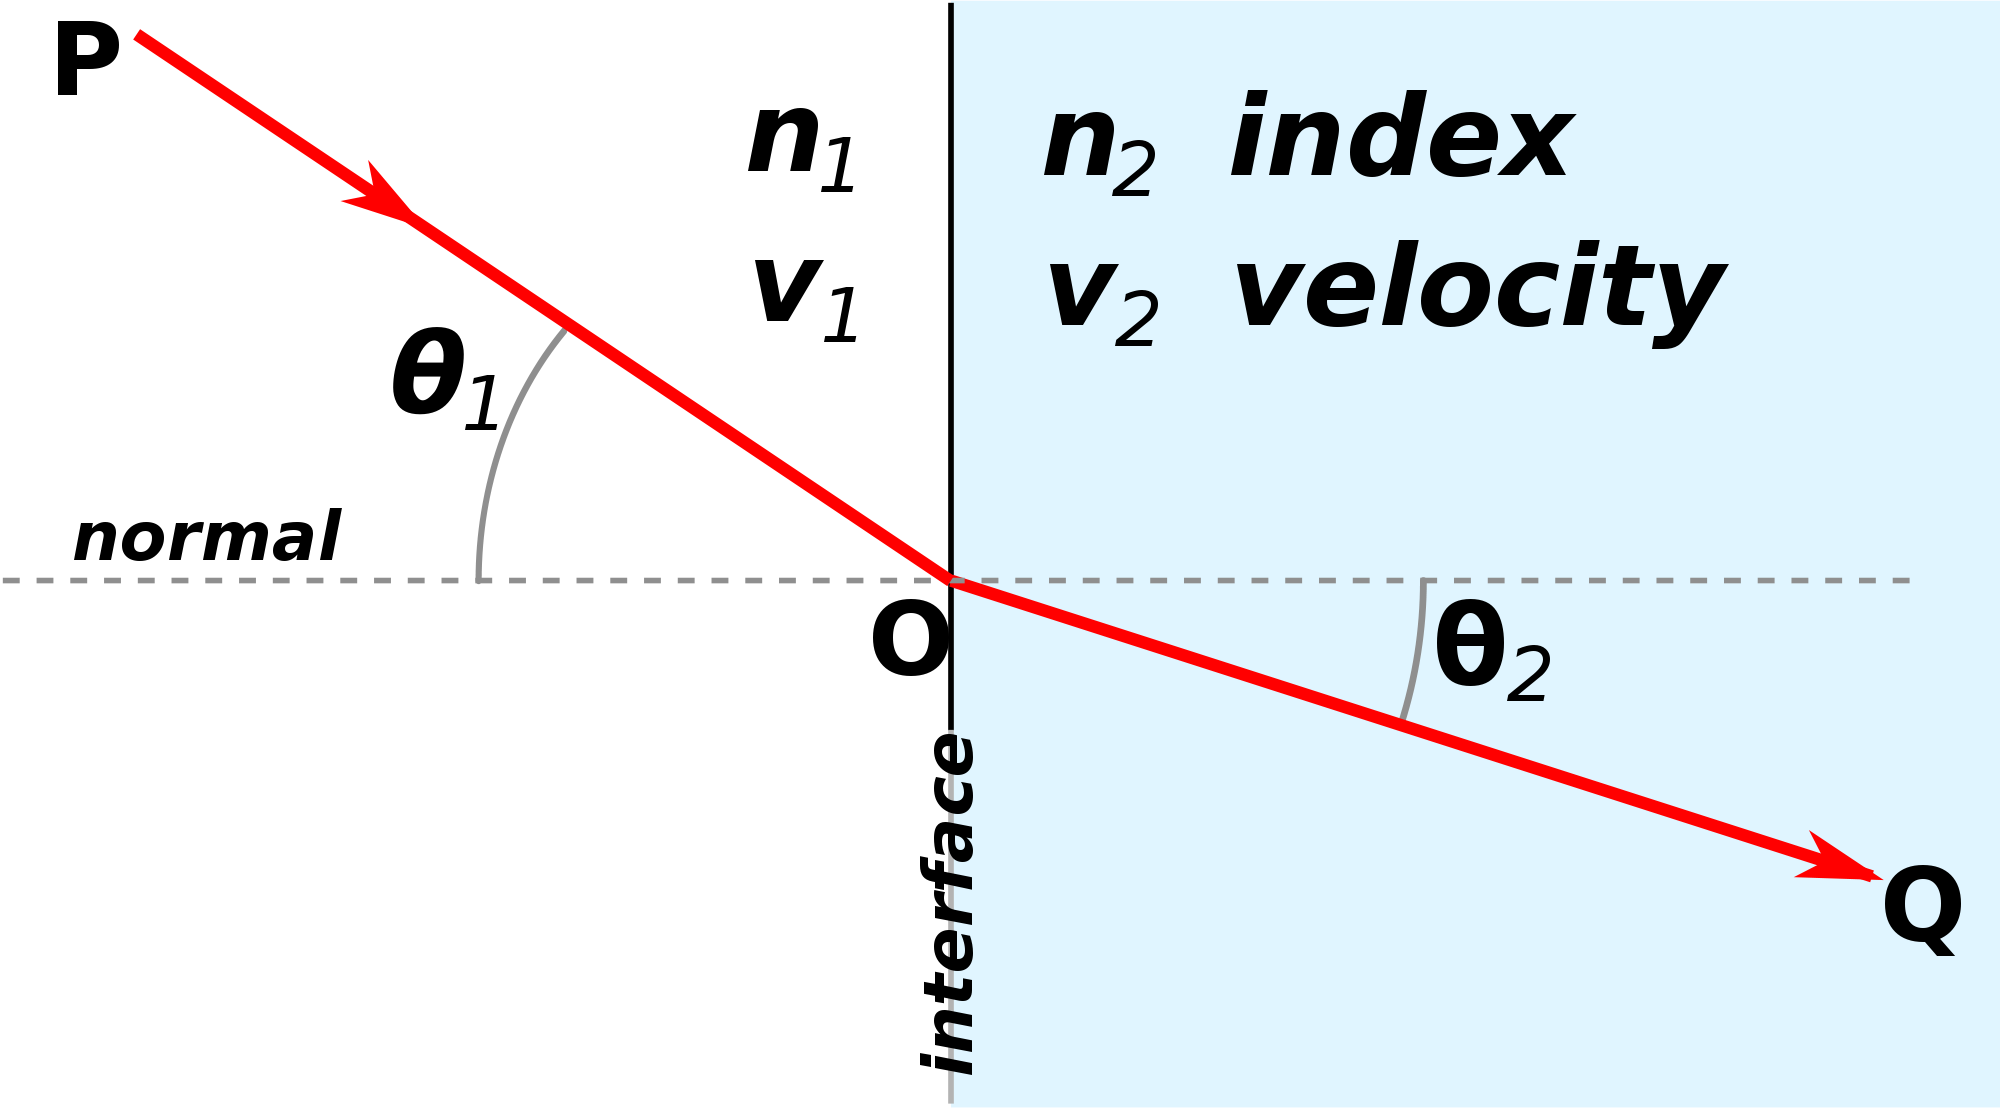 P
n₁ n₂ index
v₁ v₂ velocity
θ₁
normal
O θ₂
interface
Q